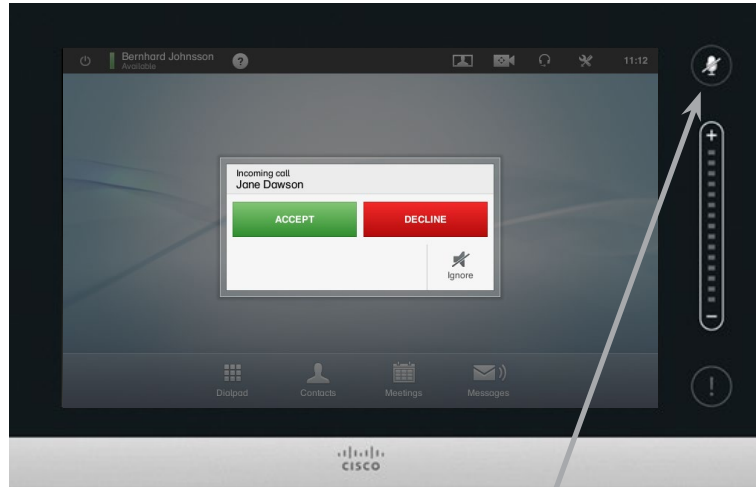 Bernhard Johnsson
Available
?
11:12
+
Incoming call
Jane Dawson
ACCEPT
DECLINE
Ignore
−
!
Dialpad
Contacts
Meetings
Messages
CISCO